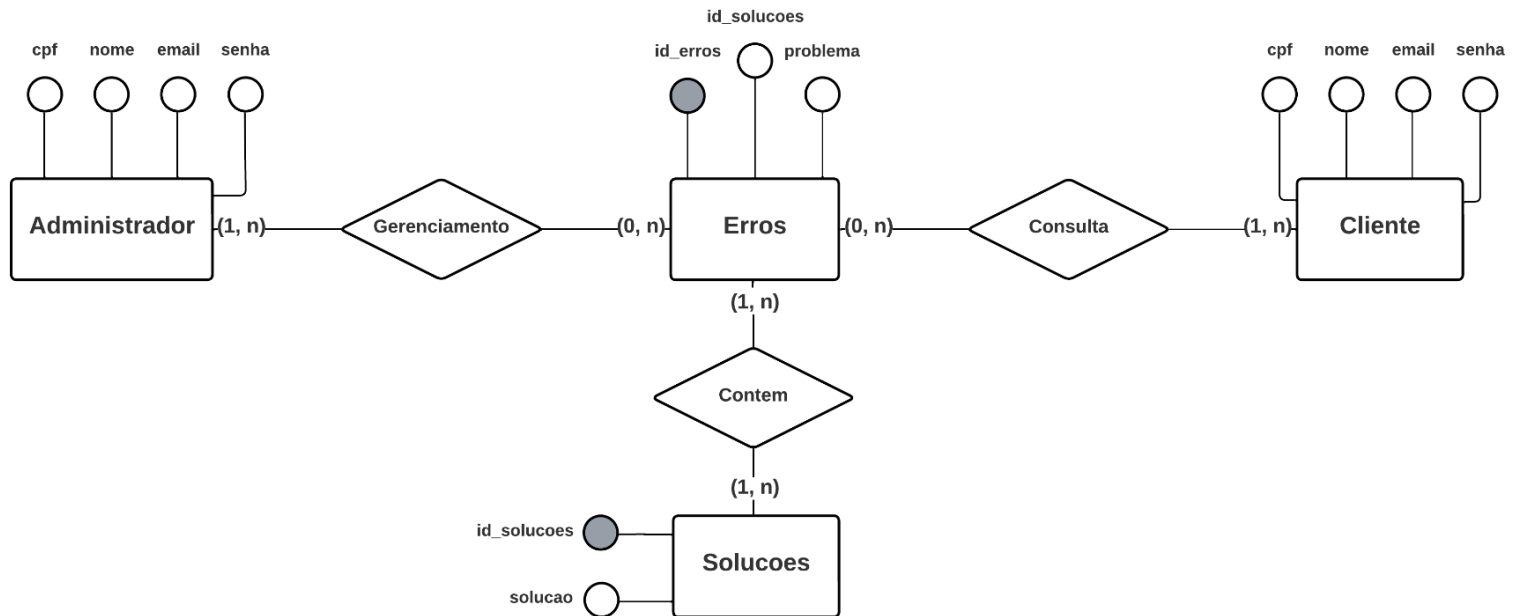 id_solucoes
cpf nome email senha
id_erros problema
cpf nome email senha
Administrador (1, n) Gerenciamento (0, n) Erros (0, n) Consulta (1, n) Cliente
(1, n)
Contem
(1, n)
id_solucoes
Solucoes
solucao